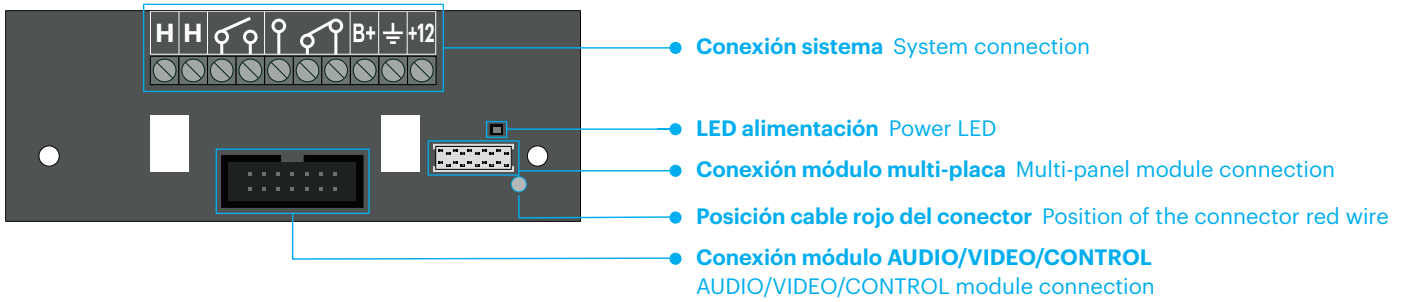 H H B+ +12
Conexión sistema System connection
LED alimentación Power LED
Conexión módulo multi-placa Multi-panel module connection
Posición cable rojo del conector Position of the connector red wire
Conexión módulo AUDIO/VIDEO/CONTROL
AUDIO/VIDEO/CONTROL module connection